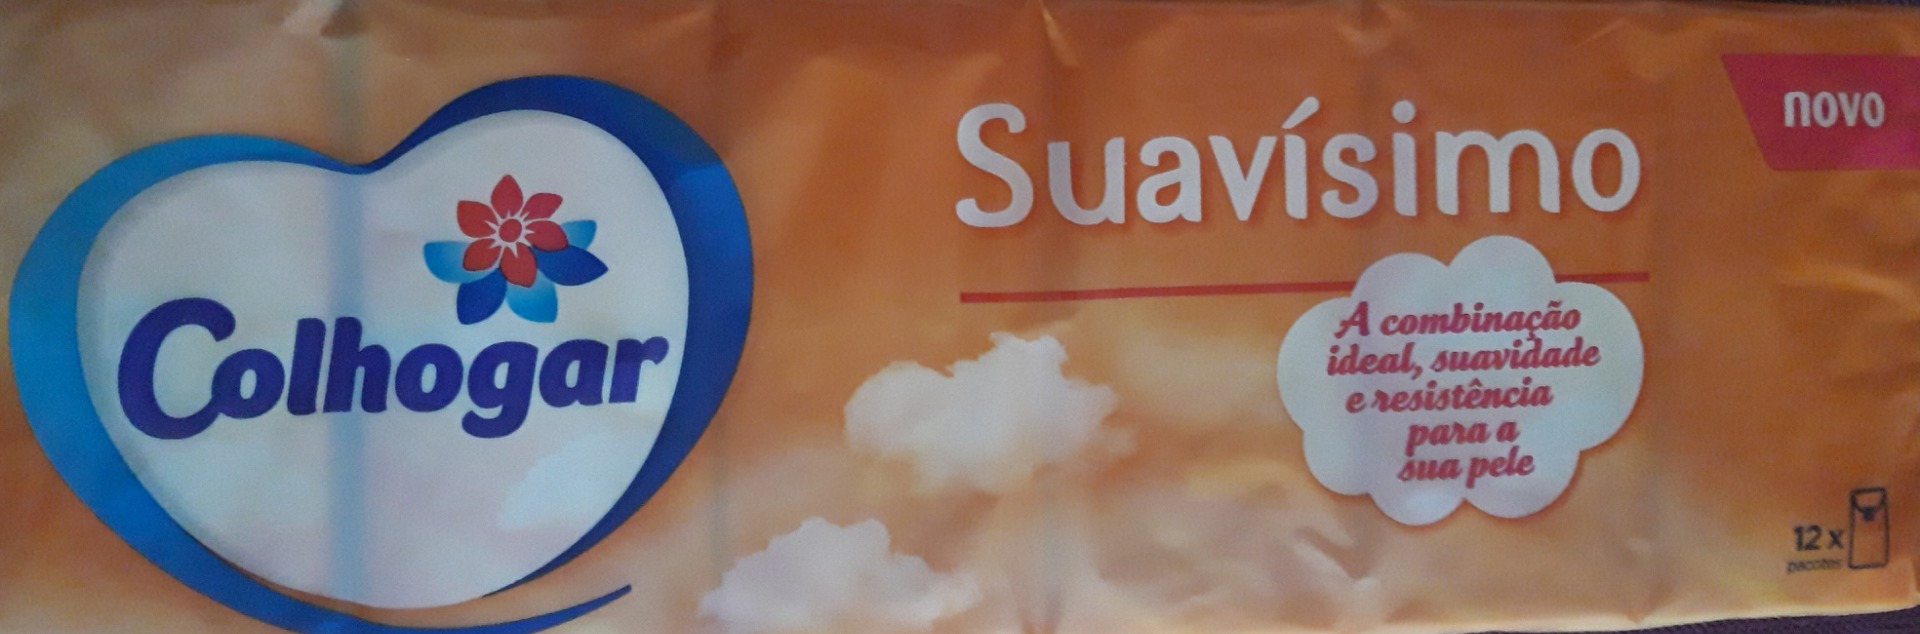 Colhogar
Suavísimo
novo
A combinação
ideal, suavidade
e resistência
para a
sua pele
12 x
pacotes